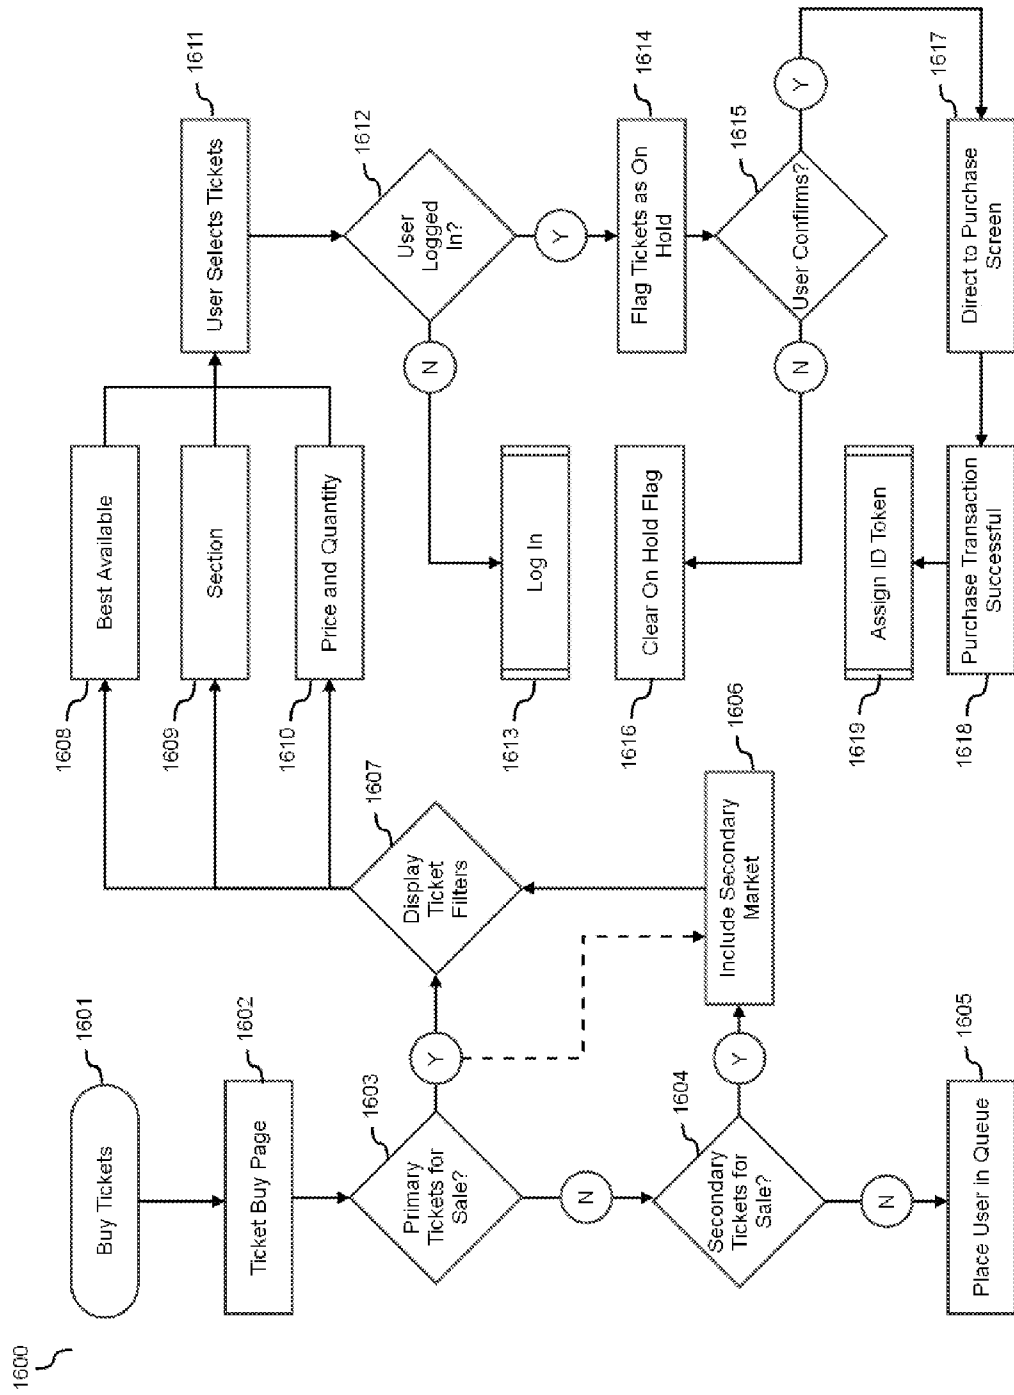 1600
Buy Tickets
1601
Ticket Buy Page
1602
Primary
Tickets for
Sale?
1603
Y
N
Secondary
Tickets for
Sale?
1604
Y
N
Place User in Queue
1605
Include Secondary
Market
1606
Display
Ticket
Filters
1607
Best Available
1608
Section
1609
Price and Quantity
1610
User Selects Tickets
1611
User
Logged
In?
1612
N
Y
Log In
1613
Flag Tickets as On
Hold
1614
User Confirms?
1615
N
Y
Clear On Hold Flag
1616
Direct to Purchase
Screen
1617
Purchase Transaction
Successful
1618
Assign ID Token
1619